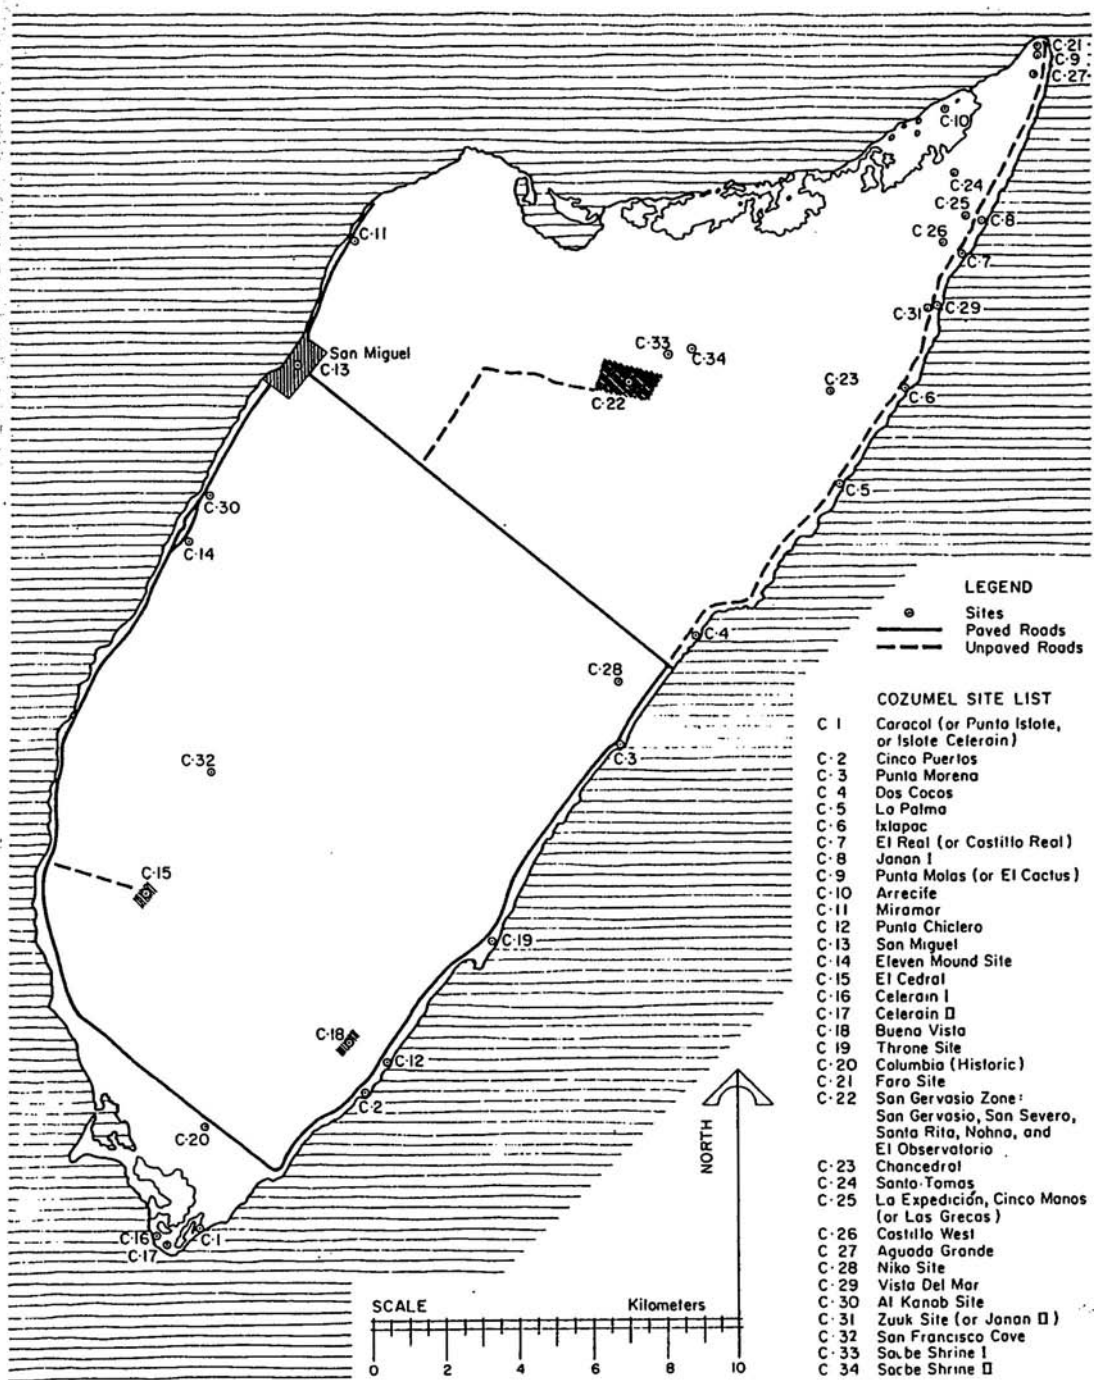 C·21
C·9
C·27
C·10
C·24
C·25
C·8
C·11
C·26
C·7
C·31
C·29
C·33
San Miguel
C·34
C·13
C·23
C·6
C·22
C·5
C·30
C·14
LEGEND
Sites
Paved Roads
Unpaved Roads
C·4
C·28
C·3
C·32
C·15
C·19
C·18
C·12
C·2
C·20
C·16
C·1
C·17
NORTH
SCALE
Kilometers
0 2 4 6 8 10
COZUMEL SITE LIST
C 1 Caracol (or Punta Islote,
or Islote Celerain)
C·2 Cinco Puertos
C·3 Punta Morena
C 4 Dos Cocos
C·5 La Palma
C·6 Ixlapac
C·7 El Real (or Castillo Real)
C·8 Janan I
C·9 Punta Molas (or El Cactus)
C·10 Arrecife
C·11 Miramar
C 12 Punta Chiclero
C·13 San Miguel
C·14 Eleven Mound Site
C·15 El Cedral
C·16 Celerain I
C·17 Celerain II
C·18 Buena Vista
C 19 Throne Site
C·20 Columbia (Historic)
C·21 Faro Site
C·22 San Gervasio Zone:
San Gervasio, San Severo,
Santa Rita, Nohna, and
El Observatorio
C·23 Chancedral
C·24 Santa Tomas
C·25 La Expedición, Cinco Manos
(or Las Grecas)
C·26 Castillo West
C 27 Aguada Grande
C·28 Niko Site
C·29 Vista Del Mar
C·30 Al Kanab Site
C·31 Zuuk Site (or Janan II)
C·32 San Francisco Cave
C·33 Sacbe Shrine I
C 34 Sacbe Shrine II